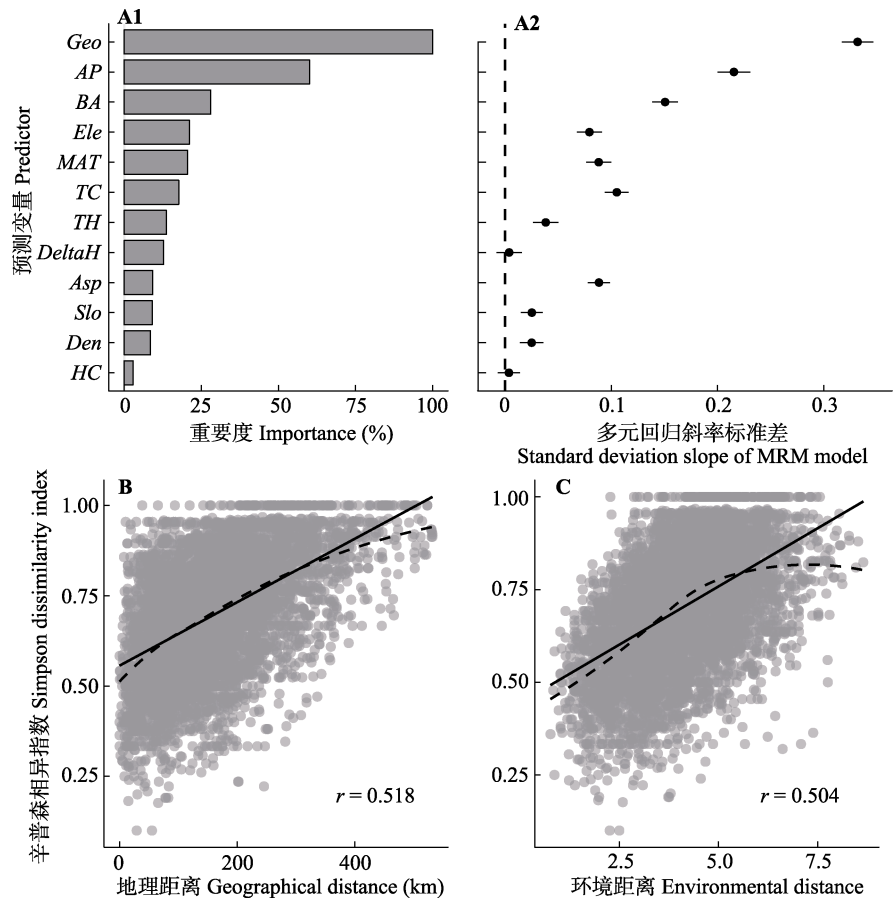 A1
预测变量 Predictor
Geo
AP
BA
Ele
MAT
TC
TH
DeltaH
Asp
Slo
Den
HC
0 25 50 75 100
重要度 Importance (%)
A2
0 0.1 0.2 0.3
多元回归斜率标准差
Standard deviation slope of MRM model
B
辛普森相异指数 Simpson dissimilarity index
1.00
0.75
0.50
0.25
r = 0.518
0 200 400
地理距离 Geographical distance (km)
C
1.00
0.75
0.50
0.25
r = 0.504
2.5 5.0 7.5
环境距离 Environmental distance